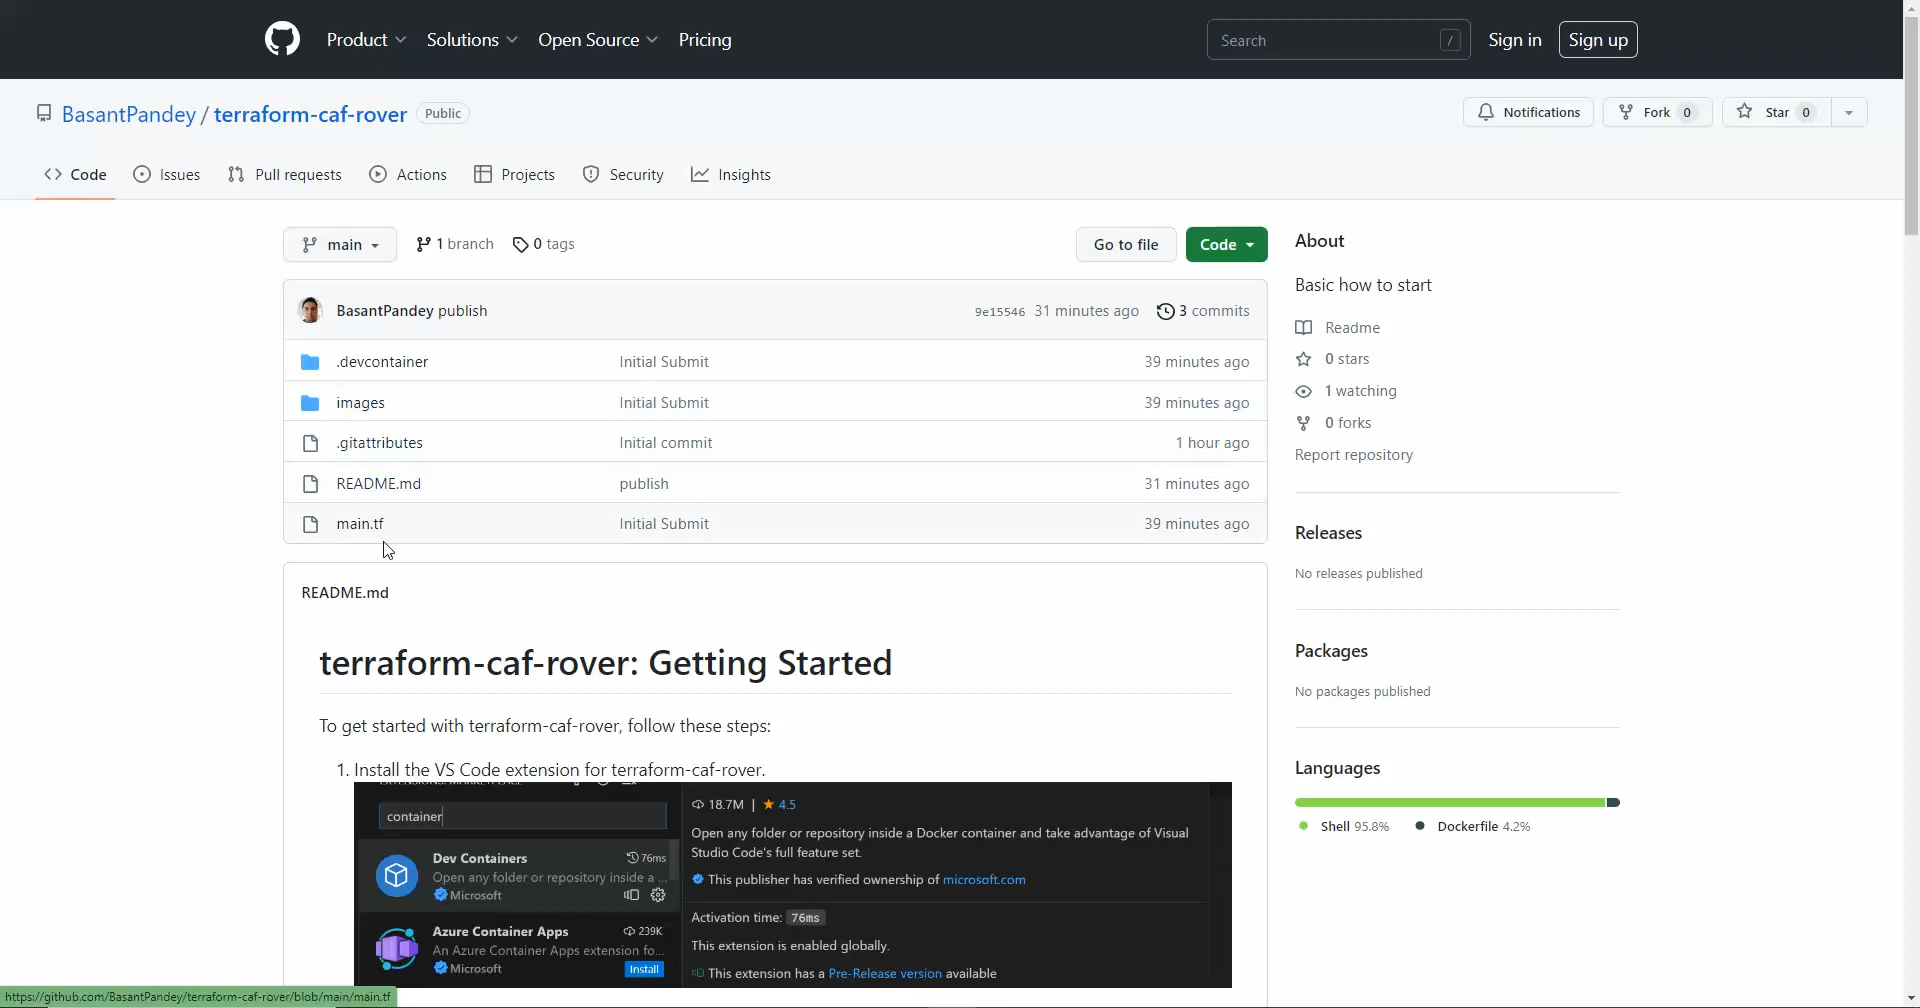 Product Solutions Open Source Pricing Search / Sign in Sign up
BasantPandey / terraform-caf-rover Public Notifications Fork 0 Star 0
Code Issues Pull requests Actions Projects Security Insights
main 1 branch 0 tags Go to file Code
BasantPandey publish 9e15546 31 minutes ago 3 commits
.devcontainer Initial Submit 39 minutes ago
images Initial Submit 39 minutes ago
.gitattributes Initial commit 1 hour ago
README.md publish 31 minutes ago
main.tf Initial Submit 39 minutes ago
About
Basic how to start
Readme
0 stars
1 watching
0 forks
Report repository
Releases
No releases published
Packages
No packages published
Languages
Shell 95.8% Dockerfile 4.2%
README.md
terraform-caf-rover: Getting Started
To get started with terraform-caf-rover, follow these steps:
1. Install the VS Code extension for terraform-caf-rover.
container
Dev Containers 76ms
Open any folder or repository inside a ...
Microsoft
Azure Container Apps 239K
An Azure Container Apps extension fo...
Microsoft Install
18.7M | 4.5
Open any folder or repository inside a Docker container and take advantage of Visual
Studio Code's full feature set.
This publisher has verified ownership of microsoft.com
Activation time: 76ms
This extension is enabled globally.
This extension has a Pre-Release version available
https://github.com/BasantPandey/terraform-caf-rover/blob/main/main.tf